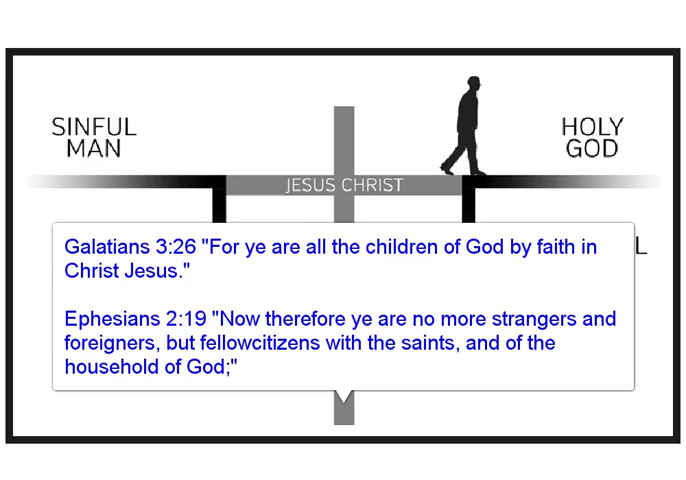 SINFUL
MAN
HOLY
GOD
JESUS CHRIST
L
Galatians 3:26 "For ye are all the children of God by faith in
Christ Jesus."
Ephesians 2:19 "Now therefore ye are no more strangers and
foreigners, but fellowcitizens with the saints, and of the
household of God;"